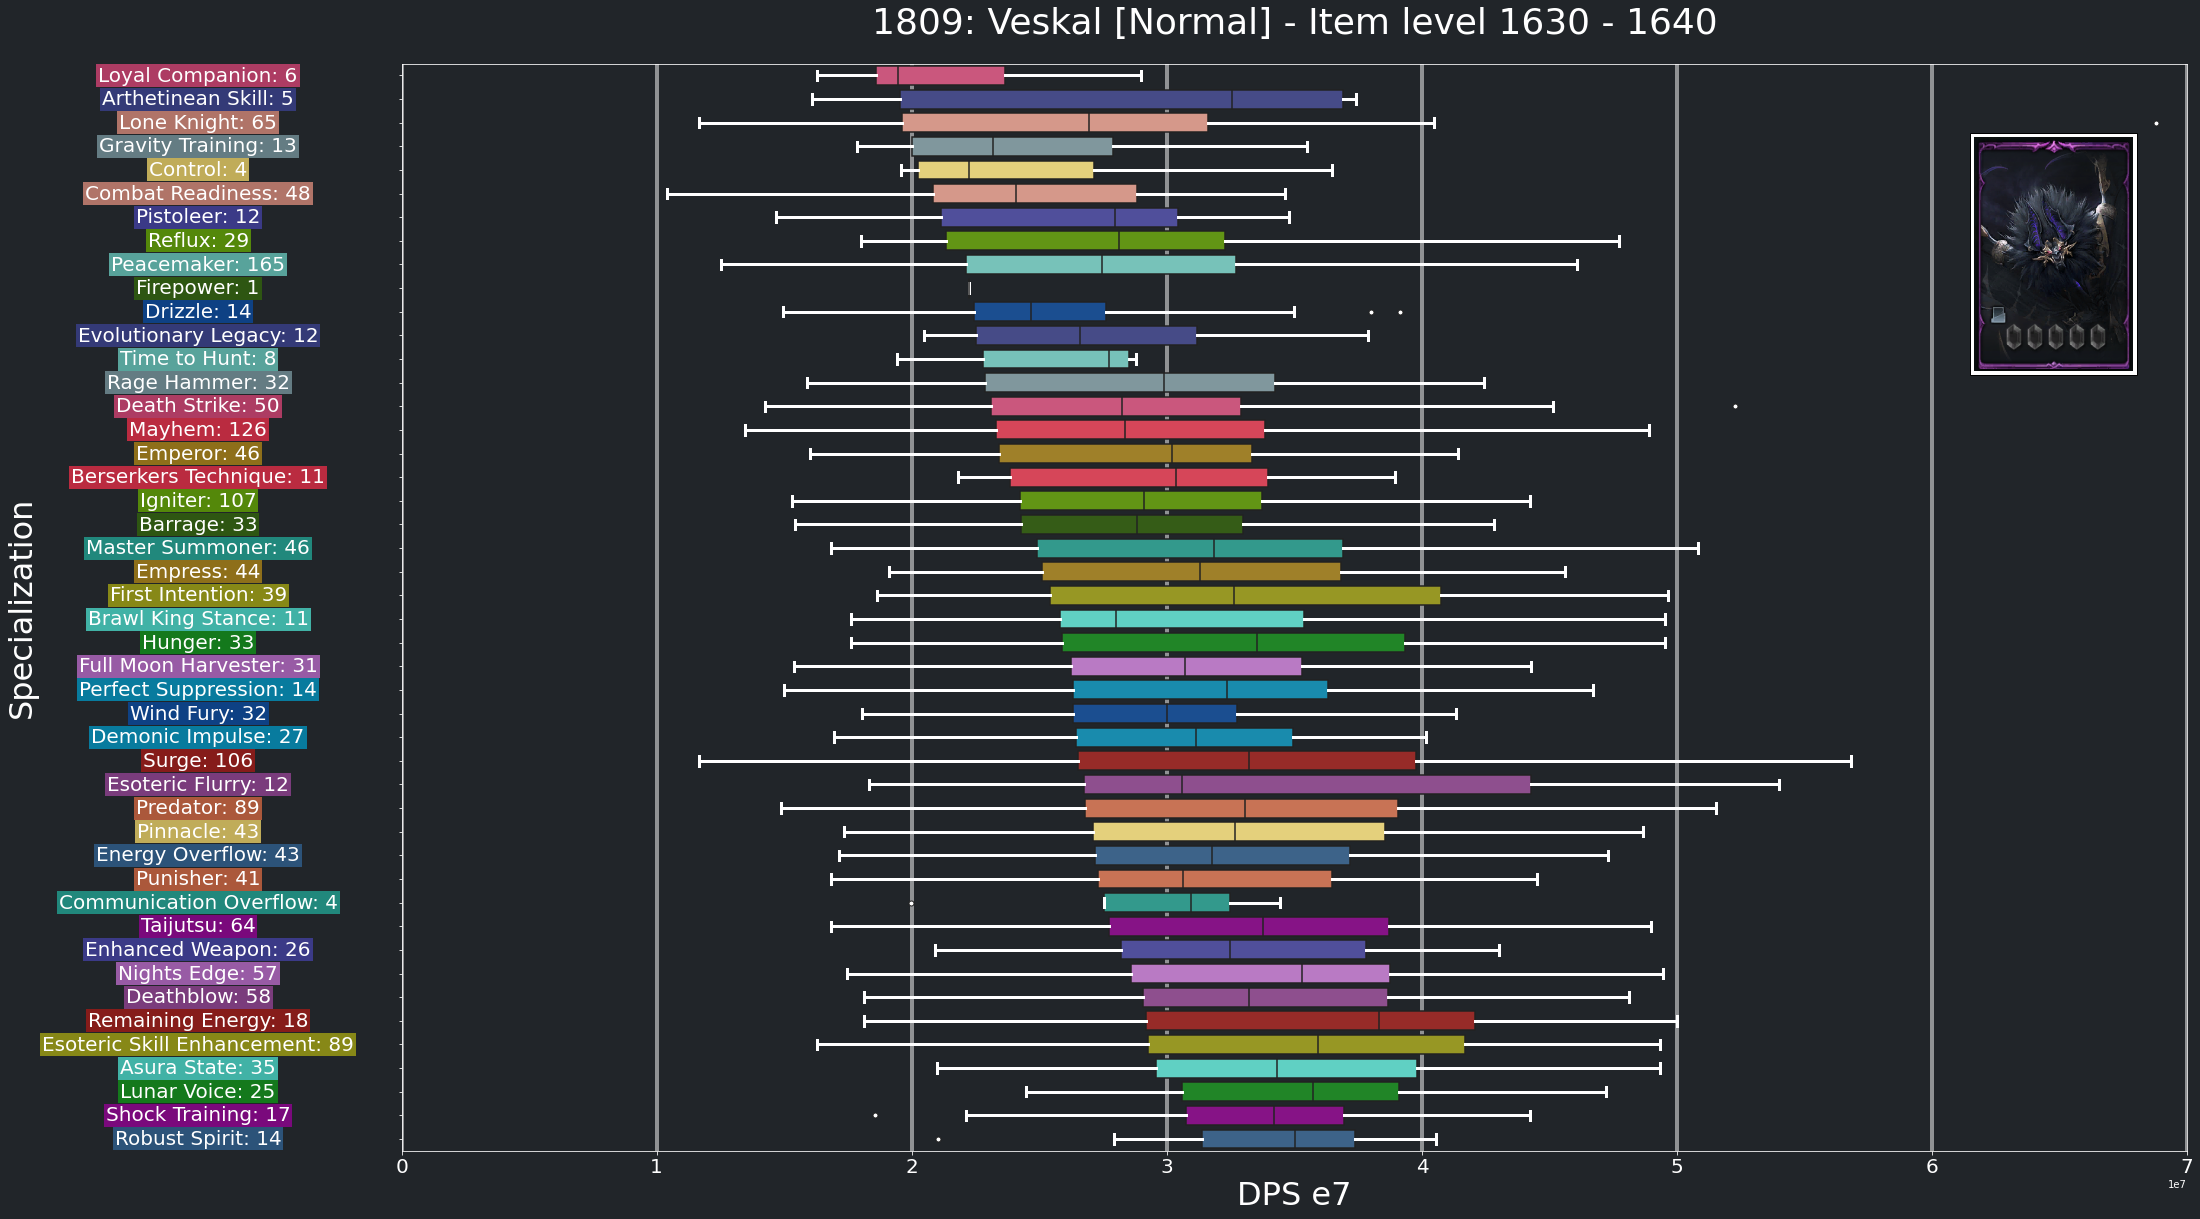 1809: Veskal [Normal] - Item level 1630 - 1640
Specialization
Loyal Companion: 6
Arthetinean Skill: 5
Lone Knight: 65
Gravity Training: 13
Control: 4
Combat Readiness: 48
Pistoleer: 12
Reflux: 29
Peacemaker: 165
Firepower: 1
Drizzle: 14
Evolutionary Legacy: 12
Time to Hunt: 8
Rage Hammer: 32
Death Strike: 50
Mayhem: 126
Emperor: 46
Berserkers Technique: 11
Igniter: 107
Barrage: 33
Master Summoner: 46
Empress: 44
First Intention: 39
Brawl King Stance: 11
Hunger: 33
Full Moon Harvester: 31
Perfect Suppression: 14
Wind Fury: 32
Demonic Impulse: 27
Surge: 106
Esoteric Flurry: 12
Predator: 89
Pinnacle: 43
Energy Overflow: 43
Punisher: 41
Communication Overflow: 4
Taijutsu: 64
Enhanced Weapon: 26
Nights Edge: 57
Deathblow: 58
Remaining Energy: 18
Esoteric Skill Enhancement: 89
Asura State: 35
Lunar Voice: 25
Shock Training: 17
Robust Spirit: 14
0 1 2 3 4 5 6 7
DPS e7
1e7